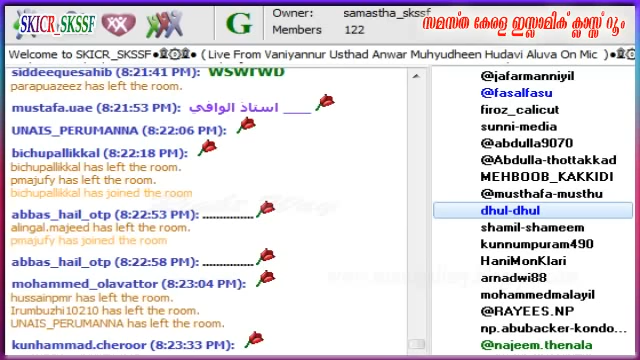 SKICR_SKSSF
G
Owner: samastha_skssf
Members 122
സമസ്ത കേരള ഇസ്ലാമിക് ക്ലാസ്സ് റൂം
Welcome to SKICR_SKSSF ( Live From Vaniyannur Usthad Anwar Muhyudheen Hudavi Aluva On Mic )
siddeequesahib (8:21:41 PM): WSWrWD
parapuazeez has left the room.
mustafa.uae (8:21:53 PM): ____ استاذ الوافي
UNAIS_PERUMANNA (8:22:06 PM):
bichupallikkal (8:22:18 PM):
bichupallikkal has left the room.
pmajufy has left the room.
bichupallikkal has joined the room
abbas_hail_otp (8:22:53 PM): ...............
alingal.majeed has left the room.
pmajufy has joined the room
abbas_hail_otp (8:22:58 PM): ...............
mohammed_olavattor (8:23:04 PM):
hussainpmr has left the room.
Irumbuzhi10210 has left the room.
UNAIS_PERUMANNA has left the room.
kunhammad.cheroor (8:23:33 PM):
@jafarmanniyil
@fasalfasu
firoz_calicut
sunni-media
@abdulla9070
@Abdulla-thottakkad
MEHBOOB_KAKKIDI
@musthafa-musthu
dhul-dhul
shamil-shameem
kunnumpuram490
HaniMonKlari
arnadwi88
mohammedmalayil
@RAYEES.NP
np.abubacker-kondo...
@najeem.thenala